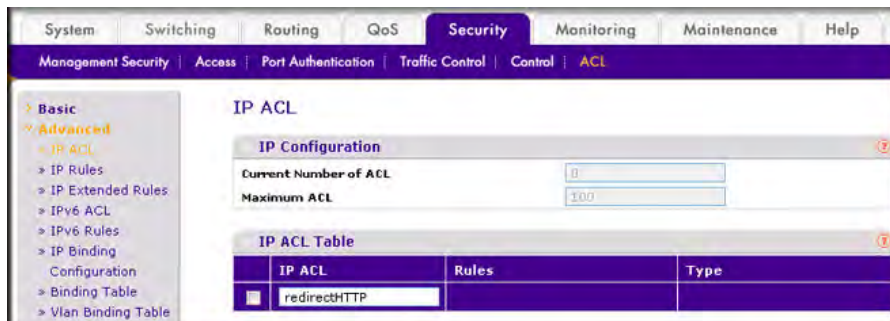 System Switching Routing QoS Security Monitoring Maintenance Help
Management Security Access Port Authentication Traffic Control Control ACL
Basic
Advanced
» IP ACL
» IP Rules
» IP Extended Rules
» IPv6 ACL
» IPv6 Rules
» IP Binding
Configuration
» Binding Table
» Vlan Binding Table
IP ACL
IP Configuration
Current Number of ACL 0
Maximum ACL 100
IP ACL Table
IP ACL Rules Type
redirectHTTP